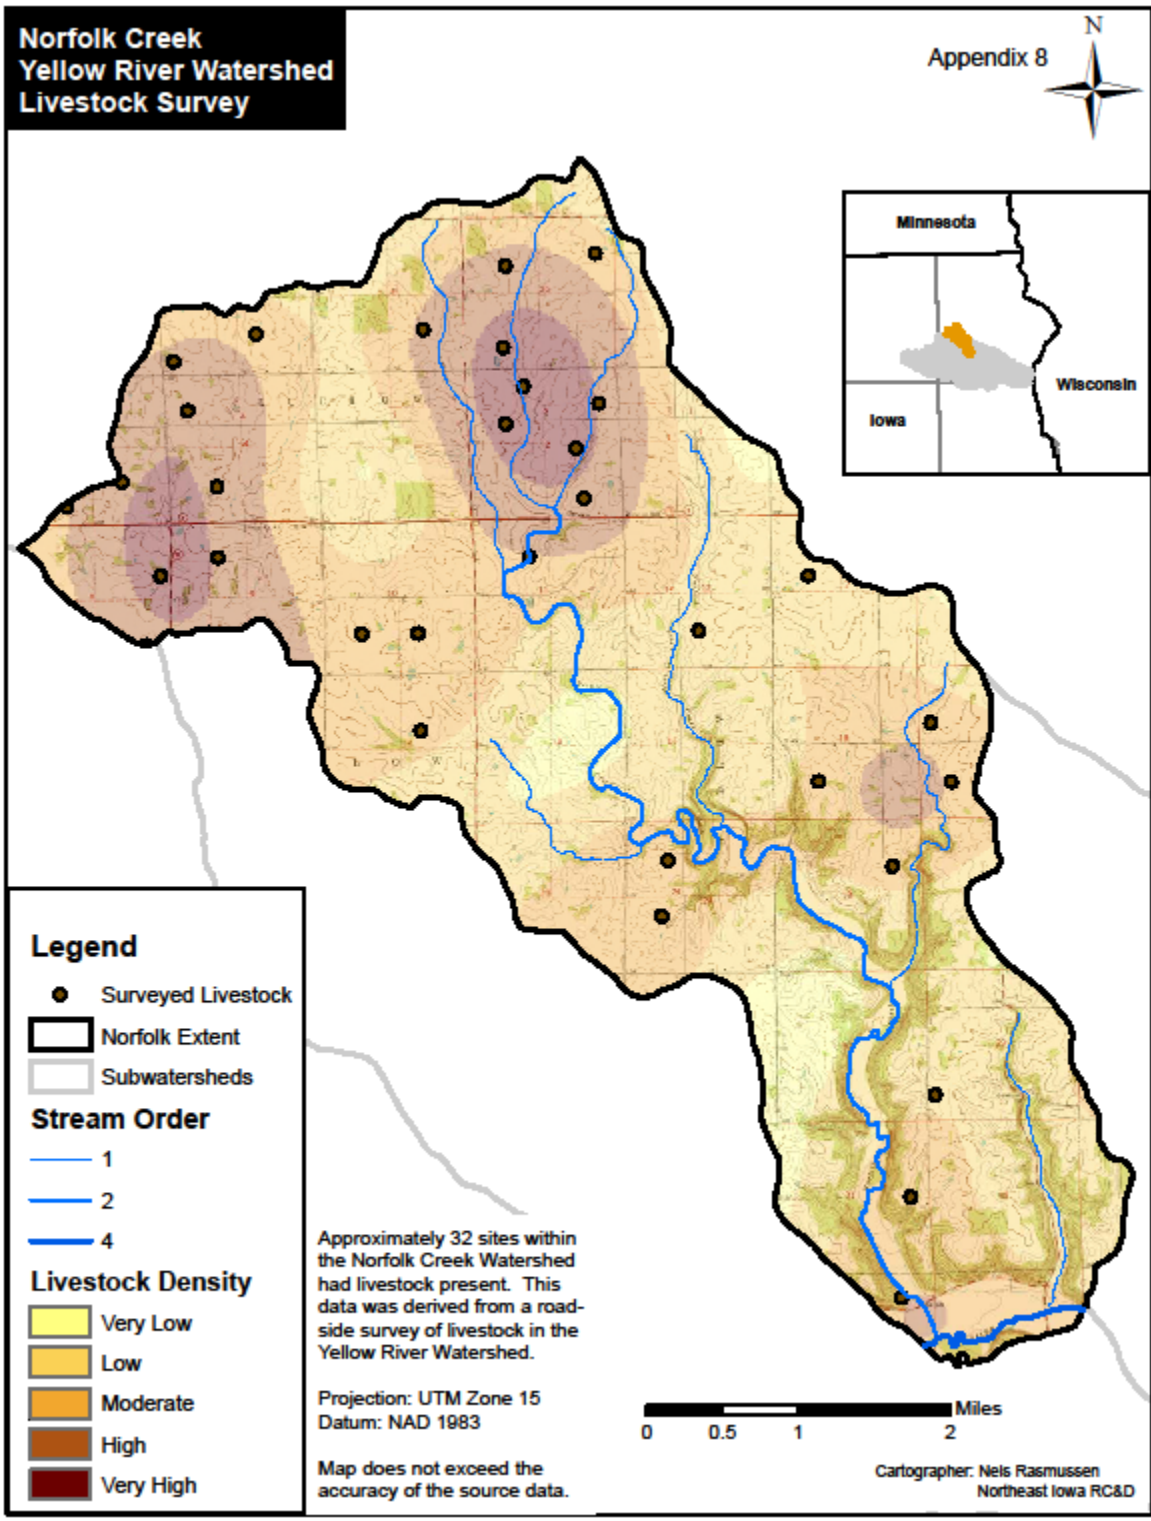 Norfolk Creek
Yellow River Watershed
Livestock Survey
Appendix 8
N
Minnesota
Wisconsin
Iowa
Legend
Surveyed Livestock
Norfolk Extent
Subwatersheds
Stream Order
1
2
4
Livestock Density
Very Low
Low
Moderate
High
Very High
Approximately 32 sites within
the Norfolk Creek Watershed
had livestock present. This
data was derived from a road-
side survey of livestock in the
Yellow River Watershed.
Projection: UTM Zone 15
Datum: NAD 1983
Map does not exceed the
accuracy of the source data.
Miles
0 0.5 1 2
Cartographer: Nels Rasmussen
Northeast Iowa RC&D